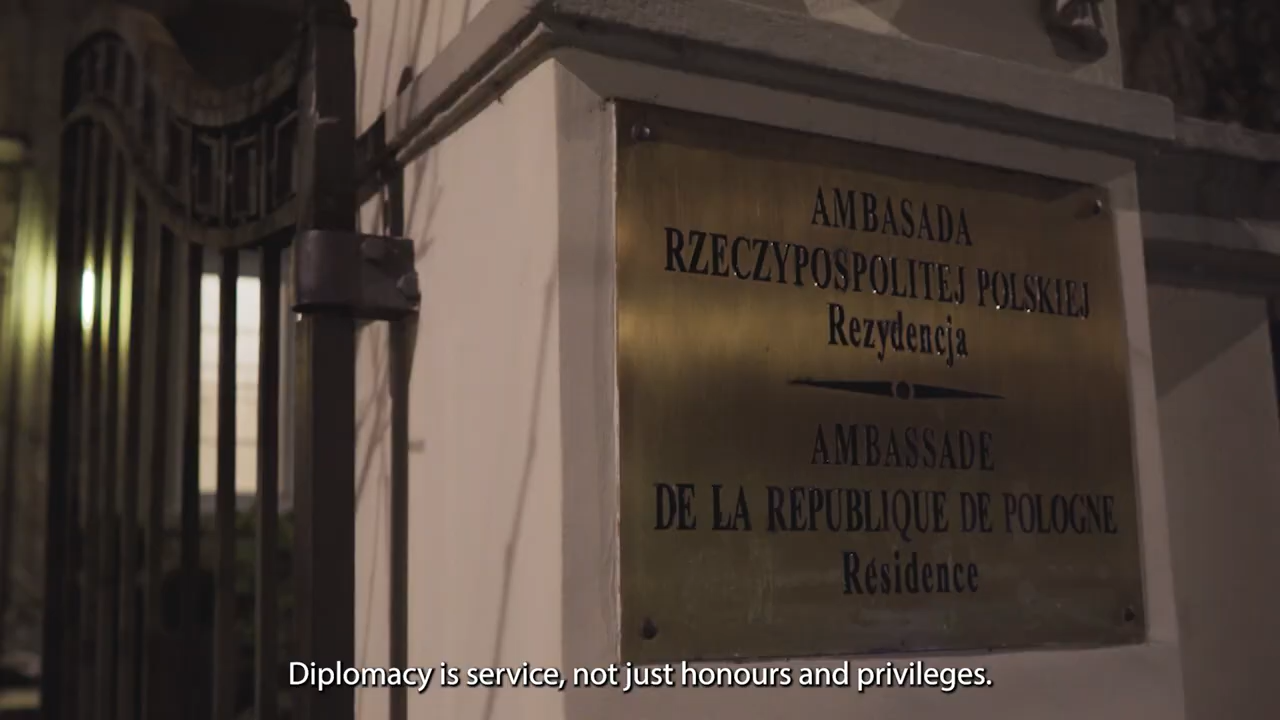 AMBASADA
RZECZYPOSPOLITEJ POLSKIEJ
Rezydencja
AMBASSADE
DE LA REPUBLIQUE DE POLOGNE
Résidence
Diplomacy is service, not just honours and privileges.